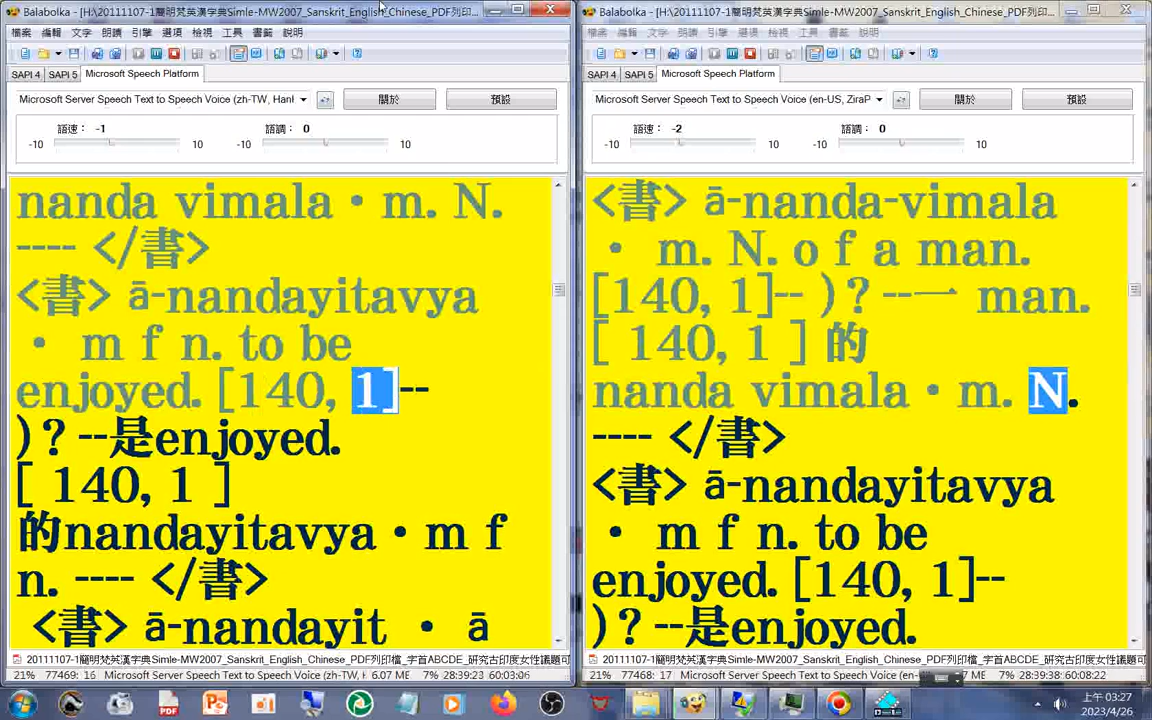 Balabolka - [H:\20111107-1簡明梵英漢字典Simle-MW2007_Sanskrit_English_Chinese_PDF列印...
檔案 編輯 文字 朗讀 引擎 選項 檢視 工具 書籤 說明
SAPI 4 SAPI 5 Microsoft Speech Platform
Microsoft Server Speech Text to Speech Voice (zh-TW, Hanl
關於 預設
語速： -1 語調： 0
-10 10 -10 10
nanda vimala • m. N.
---- </書>
<書> ā-nandayitavya
• m f n. to be
enjoyed. [140, 1]--
)? --是enjoyed.
[ 140, 1 ]
的nandayitavya • m f
n. ---- </書>
<書> ā-nandayit • ā
20111107-1簡明梵英漢字典Simle-MW2007_Sanskrit_English_Chinese_PDF列印檔_字首ABCDE_研究古印度女性議題可
21% 77469: 16 Microsoft Server Speech Text to Speech Voice (zh-TW, H 6.07 ME 7% 28:39:23 60:03:06
Balabolka - [H:\20111107-1簡明梵英漢字典Simle-MW2007_Sanskrit_English_Chinese_PDF列印...
檔案 編輯 文字 朗讀 引擎 選項 檢視 工具 書籤 說明
SAPI 4 SAPI 5 Microsoft Speech Platform
Microsoft Server Speech Text to Speech Voice (en-US, ZiraP
關於 預設
語速： -2 語調： 0
-10 10 -10 10
<書> ā-nanda-vimala
• m. N. o f a man.
[140, 1]-- )? --一 man.
[ 140, 1 ] 的
nanda vimala • m. N.
---- </書>
<書> ā-nandayitavya
• m f n. to be
enjoyed. [140, 1]--
)? --是enjoyed.
20111107-1簡明梵英漢字典Simle-MW2007_Sanskrit_English_Chinese_PDF列印檔_字首ABCDE_研究古印度女性議題可
21% 77468: 17 Microsoft Server Speech Text to Speech Voice (en-US 7% 28:39:38 60:08:22
上午 03:27
2023/4/26